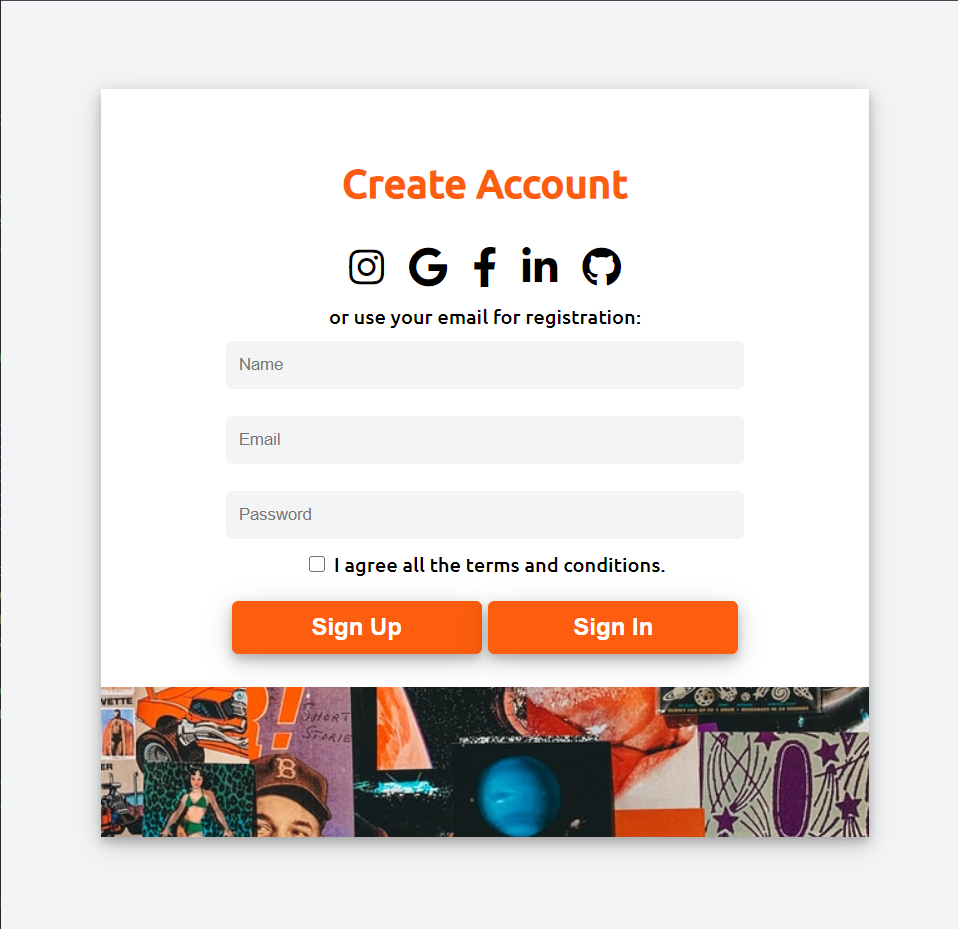 Create Account
or use your email for registration:
Name
Email
Password
I agree all the terms and conditions.
Sign Up
Sign In
VETTE
R!
SHORT
STORIES
B